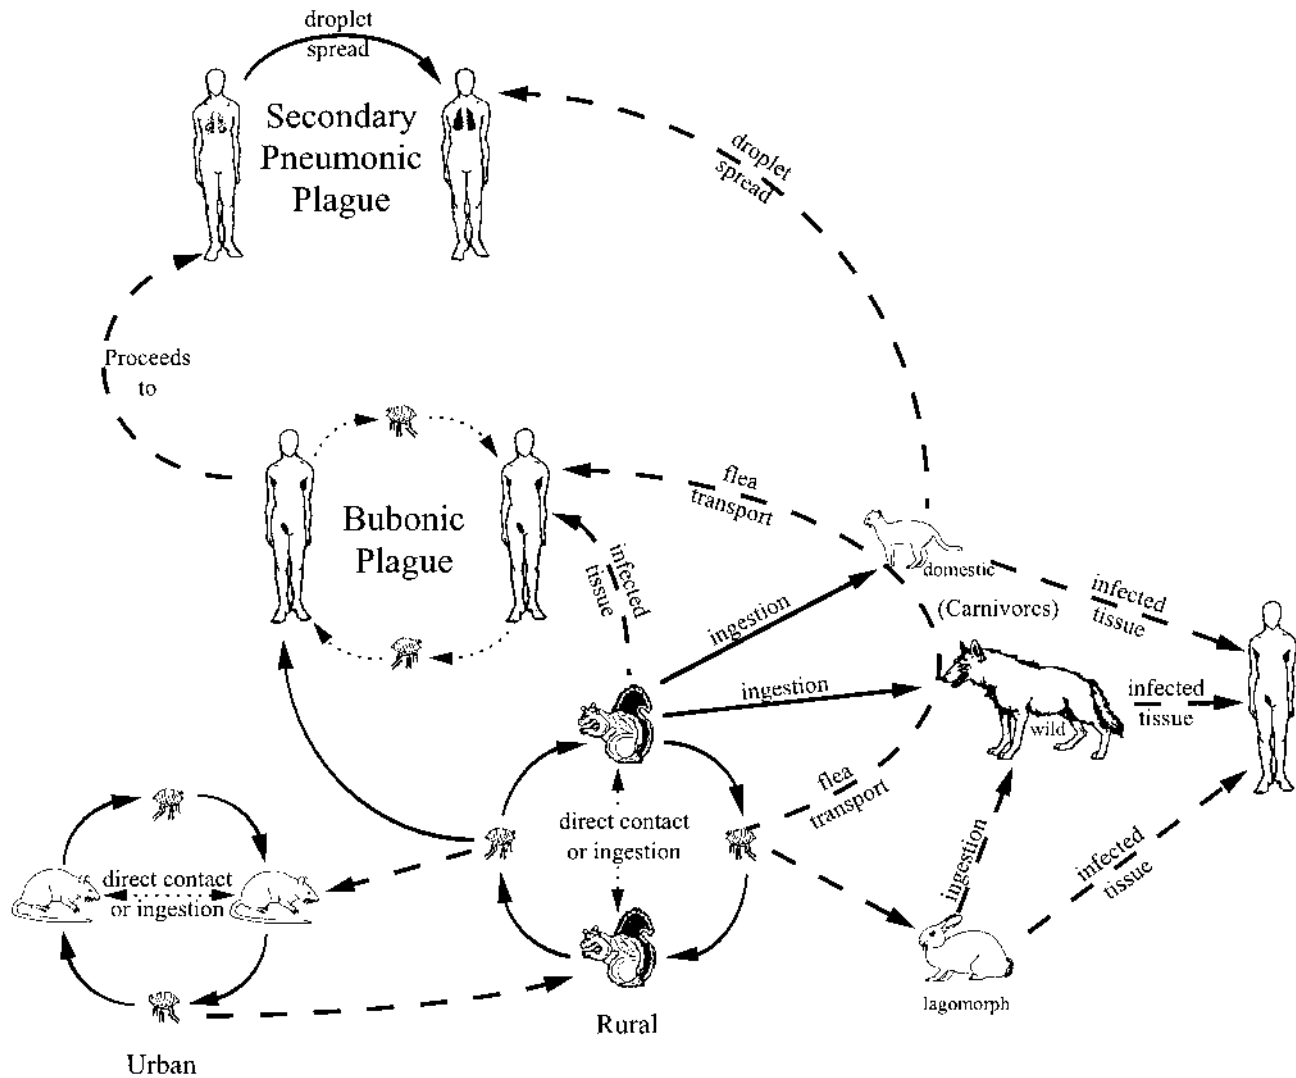 droplet
spread
Secondary
Pneumonic
Plague
droplet
spread
Proceeds
to
Bubonic
Plague
flea
transport
infected
tissue
domestic
(Carnivores)
infected
tissue
ingestion
ingestion
infected
tissue
wild
flea
transport
direct contact
or ingestion
direct contact
or ingestion
ingestion
infected
tissue
lagomorph
Rural
Urban